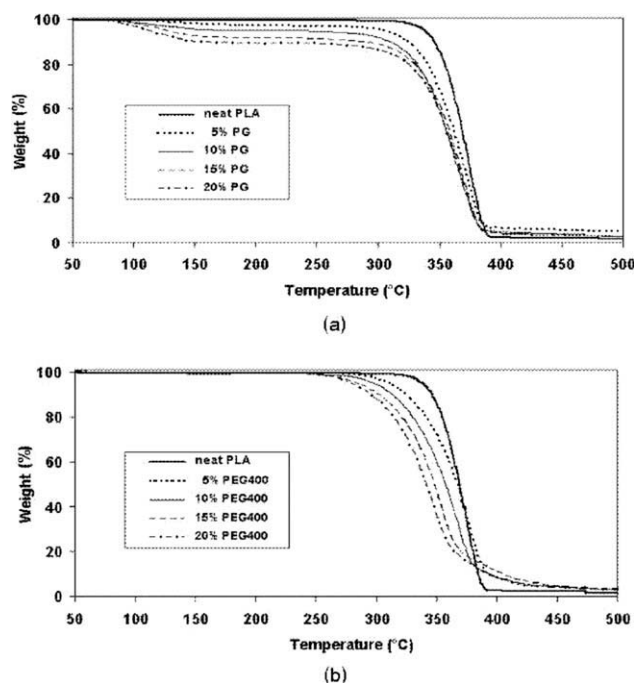 100
80
60
40
20
0
Weight (%)
neat PLA
5% PG
10% PG
15% PG
20% PG
50 100 150 200 250 300 350 400 450 500
Temperature (°C)
(a)
100
80
60
40
20
0
Weight (%)
neat PLA
5% PEG400
10% PEG400
15% PEG400
20% PEG400
50 100 150 200 250 300 350 400 450 500
Temperature (°C)
(b)